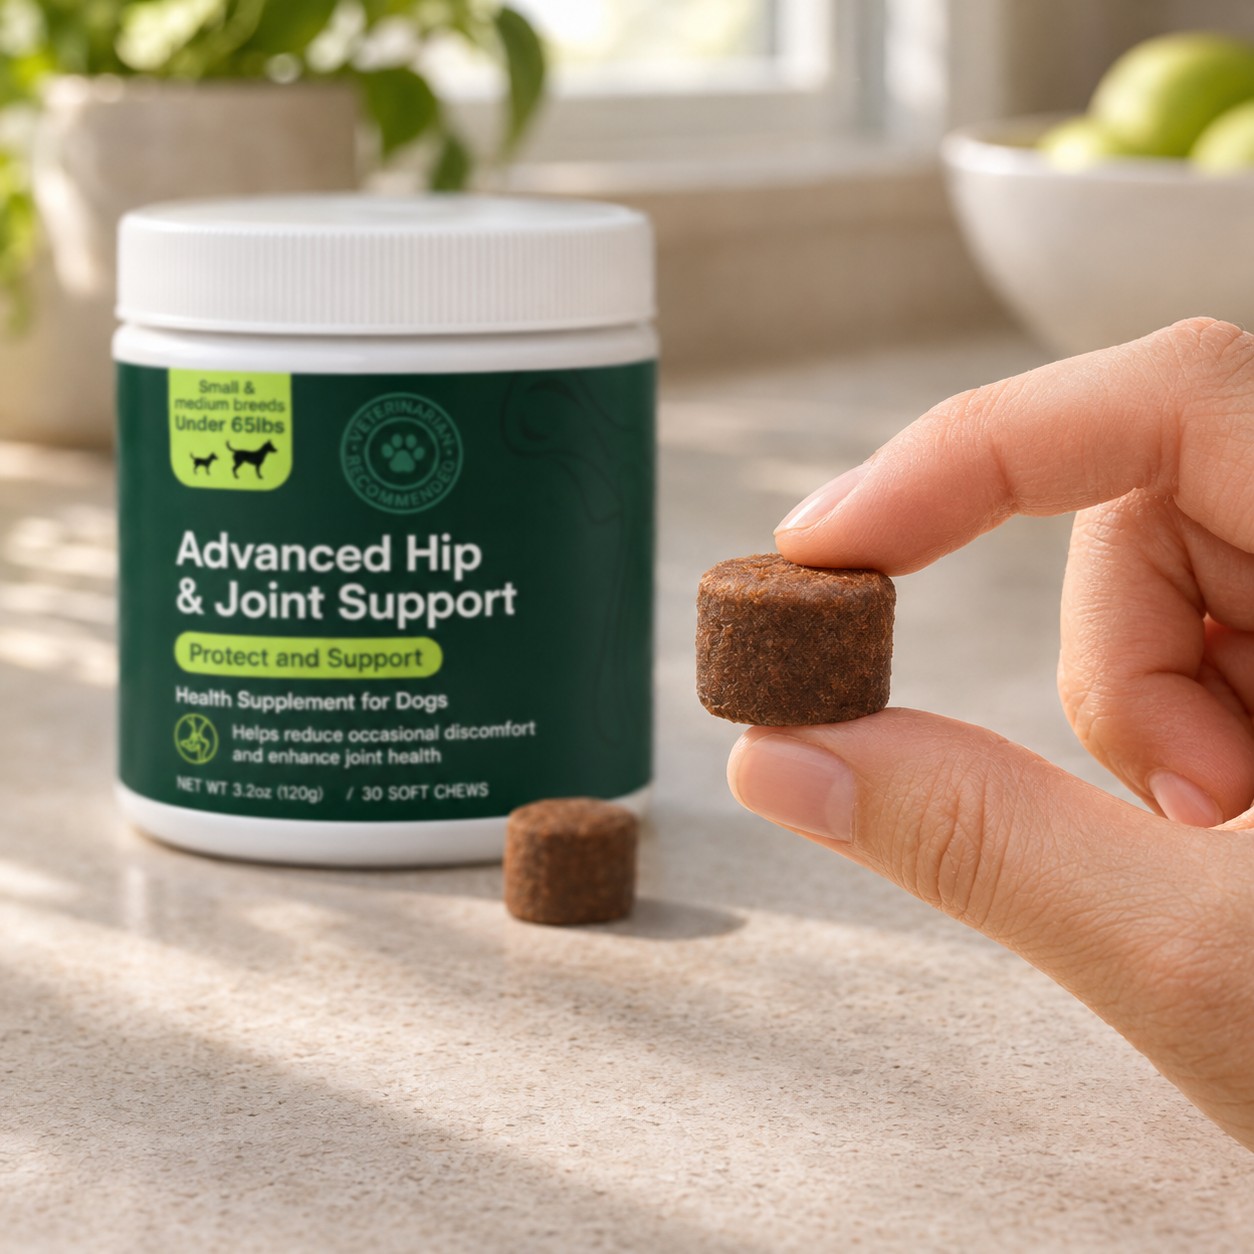 Small &
medium breeds
Under 65lbs
VETERINARIAN RECOMMENDED
Advanced Hip
& Joint Support
Protect and Support
Health Supplement for Dogs
Helps reduce occasional discomfort
and enhance joint health
NET WT 3.2oz (120g) / 30 SOFT CHEWS